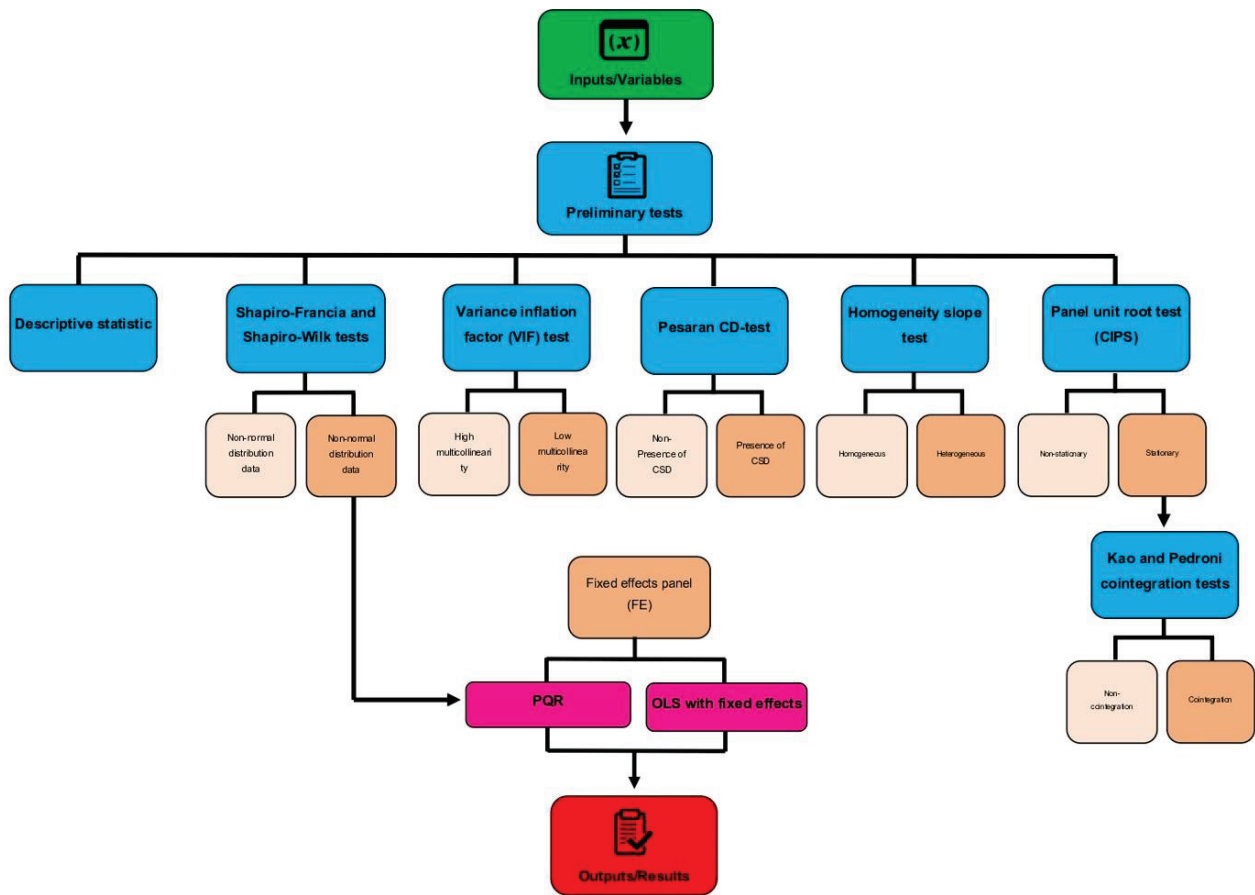 (x)
Inputs/Variables
Preliminary tests
Descriptive statistic
Shapiro-Francia and
Shapiro-Wilk tests
Variance inflation
factor (VIF) test
Pesaran CD-test
Homogeneity slope
test
Panel unit root test
(CIPS)
Non-normal
distribution
data
Non-normal
distribution
data
High
multicollineari
ty
Low
multicollinea
rity
Non-
Presence of
CSD
Presence of
CSD
Homogeneous
Heterogeneous
Non-stationary
Stationary
Kao and Pedroni
cointegration tests
Fixed effects panel
(FE)
PQR
OLS with fixed effects
Non-
cointegration
Cointegration
Outputs/Results